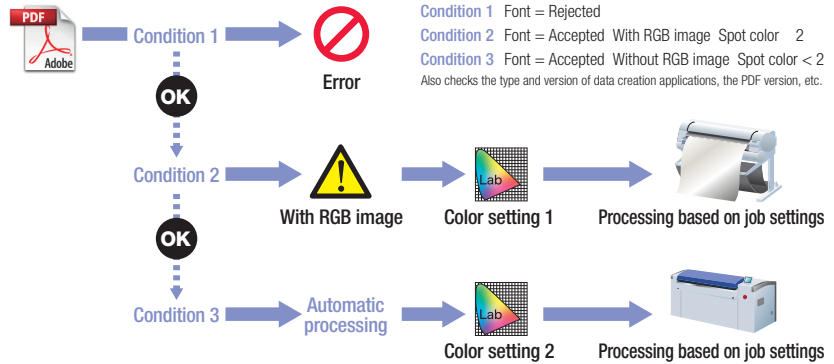 PDF
Adobe
Condition 1
Error
Condition 1 Font = Rejected
Condition 2 Font = Accepted With RGB image Spot color 2
Condition 3 Font = Accepted Without RGB image Spot color < 2
Also checks the type and version of data creation applications, the PDF version, etc.
OK
Condition 2
With RGB image
Lab
Color setting 1
Processing based on job settings
OK
Condition 3
Automatic
processing
Lab
Color setting 2
Processing based on job settings